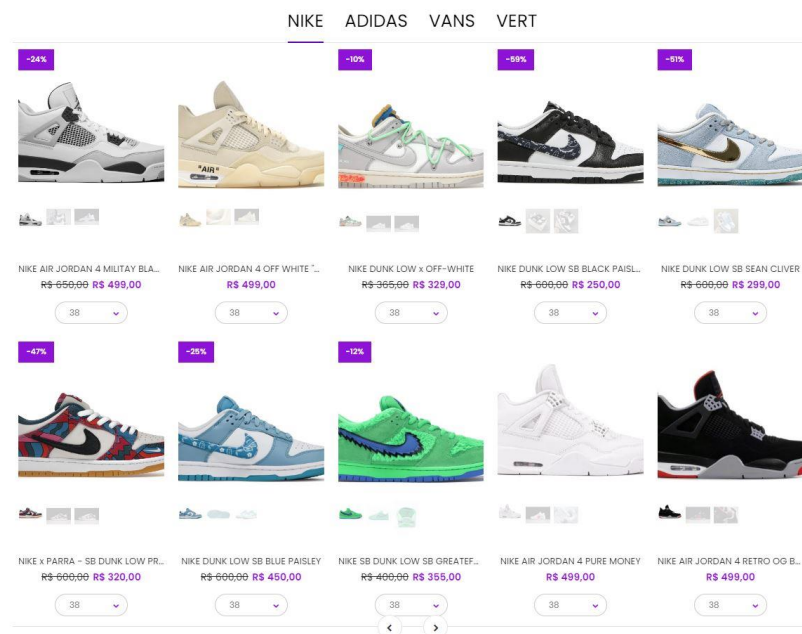 NIKE ADIDAS VANS VERT
-24% -10% -59% -51%
"AIR"
NIKE AIR JORDAN 4 MILITAY BLA... NIKE AIR JORDAN 4 OFF WHITE "... NIKE DUNK LOW x OFF-WHITE NIKE DUNK LOW SB BLACK PAISL... NIKE DUNK LOW SB SEAN CLIVER
R$ 650,00 R$ 499,00 R$ 499,00 R$ 365,00 R$ 329,00 R$ 600,00 R$ 250,00 R$ 600,00 R$ 299,00
38 38 38 38 38
-47% -25% -12%
NIKE x PARRA - SB DUNK LOW PR... NIKE DUNK LOW SB BLUE PAISLEY NIKE SB DUNK LOW SB GREATEF... NIKE AIR JORDAN 4 PURE MONEY NIKE AIR JORDAN 4 RETRO OG B...
R$ 600,00 R$ 320,00 R$ 600,00 R$ 450,00 R$ 400,00 R$ 355,00 R$ 499,00 R$ 499,00
38 38 38 38 38